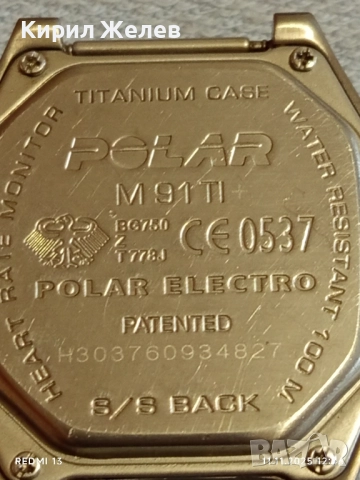 Кирил Желев
TITANIUM CASE
HEART RATE MONITOR
WATER RESISTANT 100 M
POLAR
M 91 TI +
BG750
Z
T778J
CE 0537
POLAR ELECTRO
PATENTED
H303760934827
S/S BACK
REDMI 13